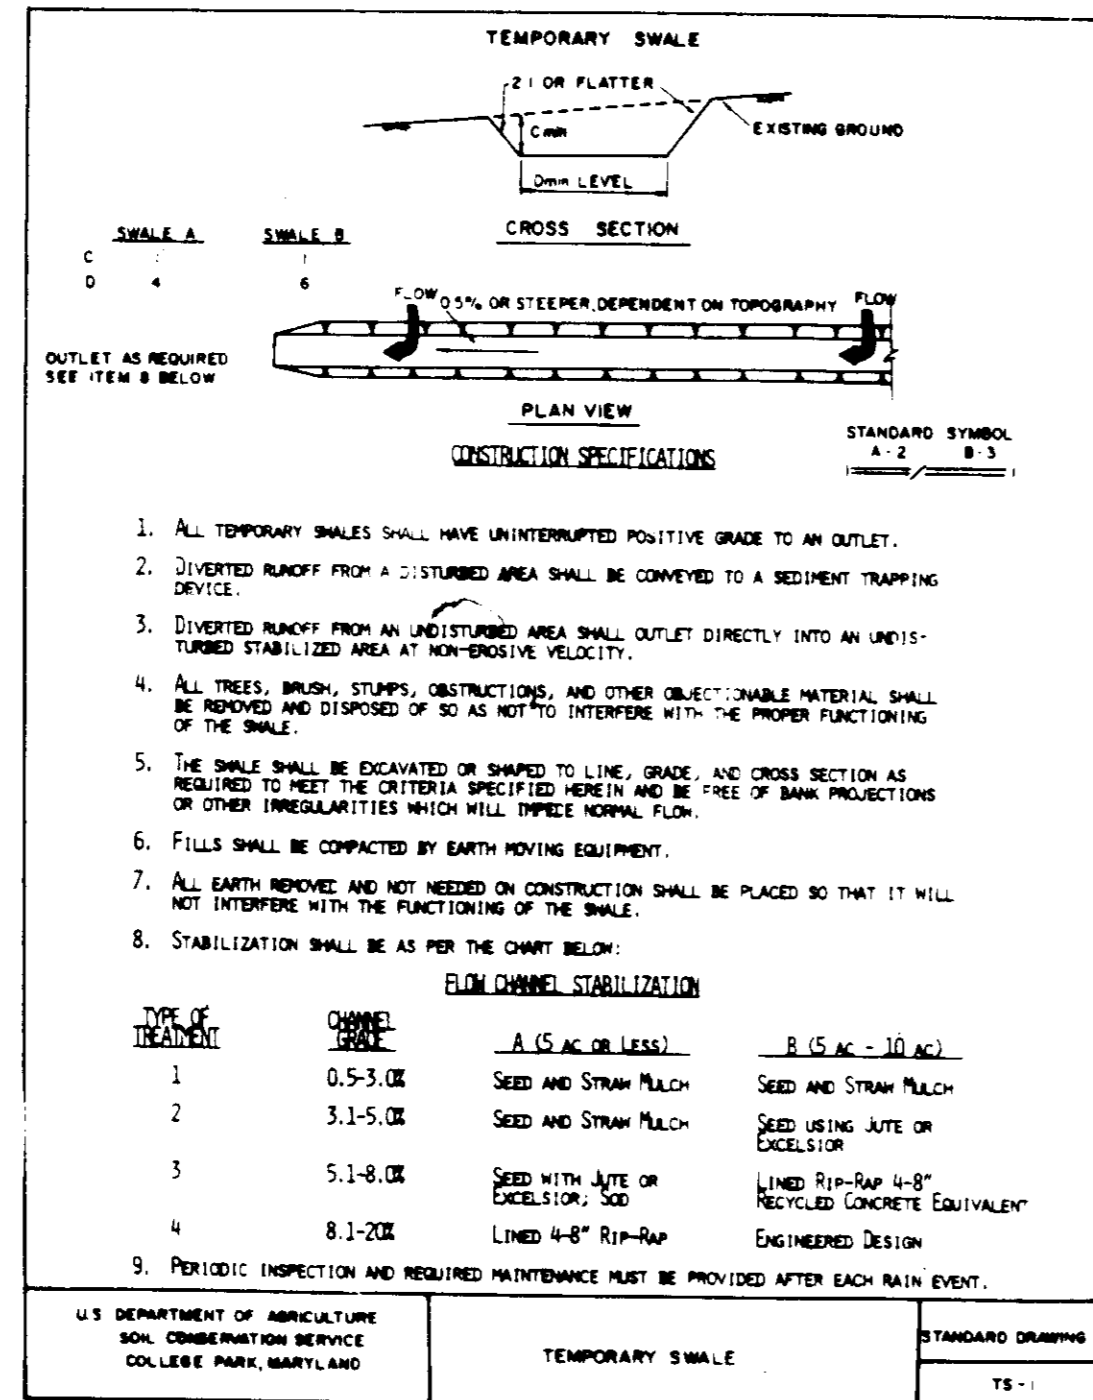 TEMPORARY SWALE
2:1 OR FLATTER
C min
EXISTING GROUND
Dmin LEVEL
CROSS SECTION
SWALE A SWALE B
C 1
D 4 6
FLOW 0.5% OR STEEPER, DEPENDENT ON TOPOGRAPHY FLOW
OUTLET AS REQUIRED
SEE ITEM 8 BELOW
PLAN VIEW
STANDARD SYMBOL
A-2 B-3
CONSTRUCTION SPECIFICATIONS
1. ALL TEMPORARY SWALES SHALL HAVE UNINTERRUPTED POSITIVE GRADE TO AN OUTLET.
2. DIVERTED RUNOFF FROM A DISTURBED AREA SHALL BE CONVEYED TO A SEDIMENT TRAPPING
DEVICE.
3. DIVERTED RUNOFF FROM AN UNDISTURBED AREA SHALL OUTLET DIRECTLY INTO AN UNDIS-
TURBED STABILIZED AREA AT NON-EROSIVE VELOCITY.
4. ALL TREES, BRUSH, STUMPS, OBSTRUCTIONS, AND OTHER OBJECTIONABLE MATERIAL SHALL
BE REMOVED AND DISPOSED OF SO AS NOT TO INTERFERE WITH THE PROPER FUNCTIONING
OF THE SWALE.
5. THE SWALE SHALL BE EXCAVATED OR SHAPED TO LINE, GRADE, AND CROSS SECTION AS
REQUIRED TO MEET THE CRITERIA SPECIFIED HEREIN AND BE FREE OF BANK PROJECTIONS
OR OTHER IRREGULARITIES WHICH WILL IMPEDE NORMAL FLOW.
6. FILLS SHALL BE COMPACTED BY EARTH MOVING EQUIPMENT.
7. ALL EARTH REMOVED AND NOT NEEDED ON CONSTRUCTION SHALL BE PLACED SO THAT IT WILL
NOT INTERFERE WITH THE FUNCTIONING OF THE SWALE.
8. STABILIZATION SHALL BE AS PER THE CHART BELOW:
FLOW CHANNEL STABILIZATION
TYPE OF CHANNEL
TREATMENT GRADE A (5 AC OR LESS) B (5 AC - 10 AC)
1 0.5-3.0% SEED AND STRAW MULCH SEED AND STRAW MULCH
2 3.1-5.0% SEED AND STRAW MULCH SEED USING JUTE OR
EXCELSIOR
3 5.1-8.0% SEED WITH JUTE OR LINED RIP-RAP 4-8"
EXCELSIOR; SOD RECYCLED CONCRETE EQUIVALENT
4 8.1-20% LINED 4-8" RIP-RAP ENGINEERED DESIGN
9. PERIODIC INSPECTION AND REQUIRED MAINTENANCE MUST BE PROVIDED AFTER EACH RAIN EVENT.
U.S DEPARTMENT OF AGRICULTURE
SOIL CONSERVATION SERVICE
COLLEGE PARK, MARYLAND
TEMPORARY SWALE
STANDARD DRAWING
TS-1